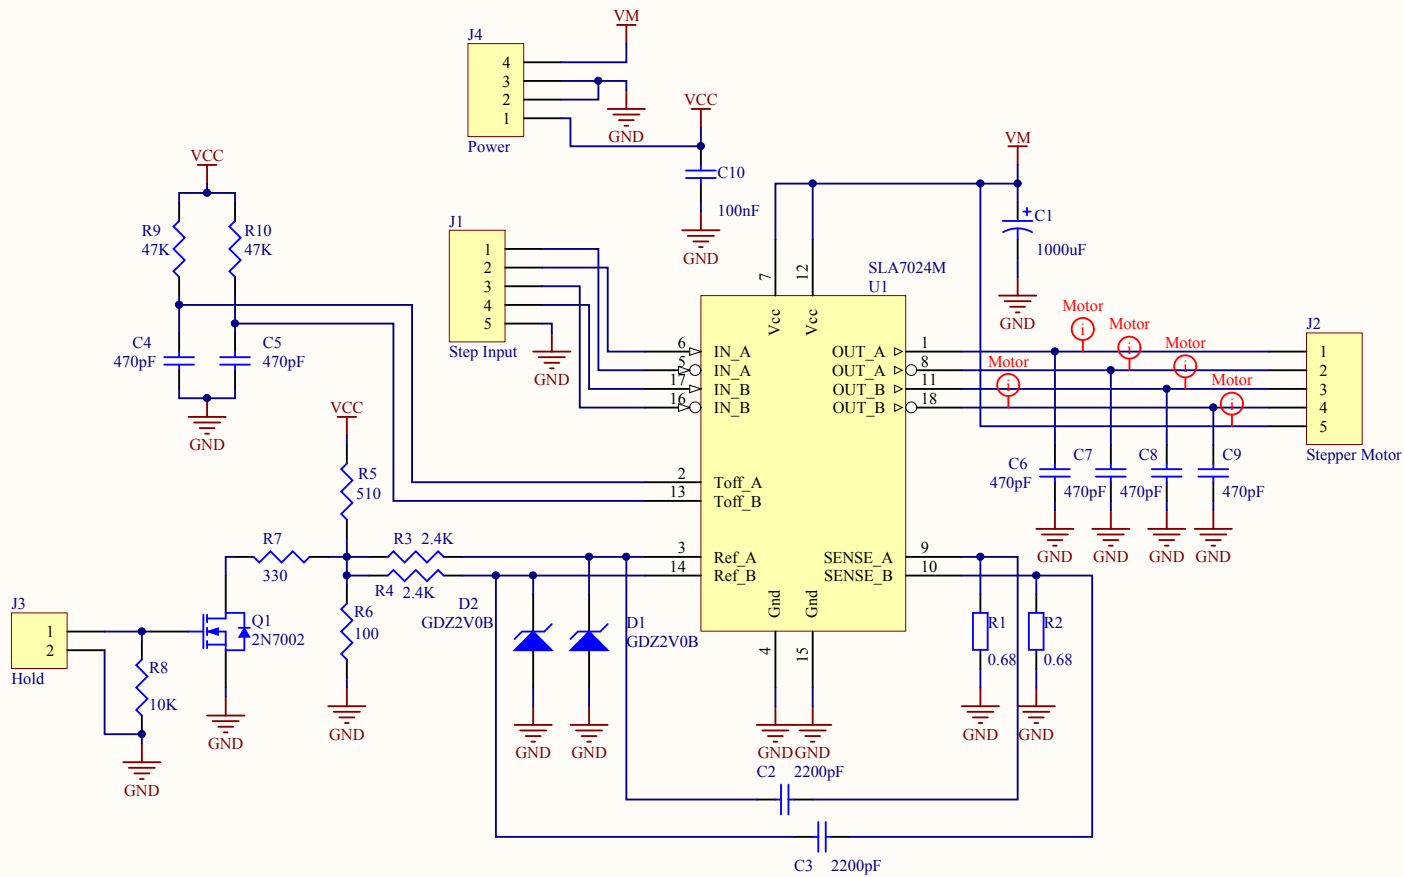 VM
J4
4
3
2
1
GND
Power
VCC
C10
100nF
GND
VCC
R9
47K
R10
47K
C4
470pF
C5
470pF
GND
J1
1
2
3
4
5
Step Input
GND
VM
C1
1000uF
GND
SLA7024M
U1
7
12
Vcc
Vcc
6
5
17
16
IN_A
IN_A
IN_B
IN_B
OUT_A
OUT_A
OUT_B
OUT_B
1
8
11
18
Motor
i
Motor
i
Motor
i
Motor
i
Motor
i
J2
1
2
3
4
5
Stepper Motor
C6
470pF
C7
470pF
C8
470pF
C9
470pF
GND
GND
GND
GND
2
13
Toff_A
Toff_B
VCC
R5
510
R7
330
R3 2.4K
R4 2.4K
3
14
Ref_A
Ref_B
SENSE_A
SENSE_B
9
10
J3
1
2
Hold
R8
10K
GND
Q1
2N7002
GND
R6
100
GND
D2
GDZ2V0B
D1
GDZ2V0B
GND
GND
Gnd
Gnd
4
15
GND
GND
R1
0.68
R2
0.68
GND
GND
C2 2200pF
C3 2200pF